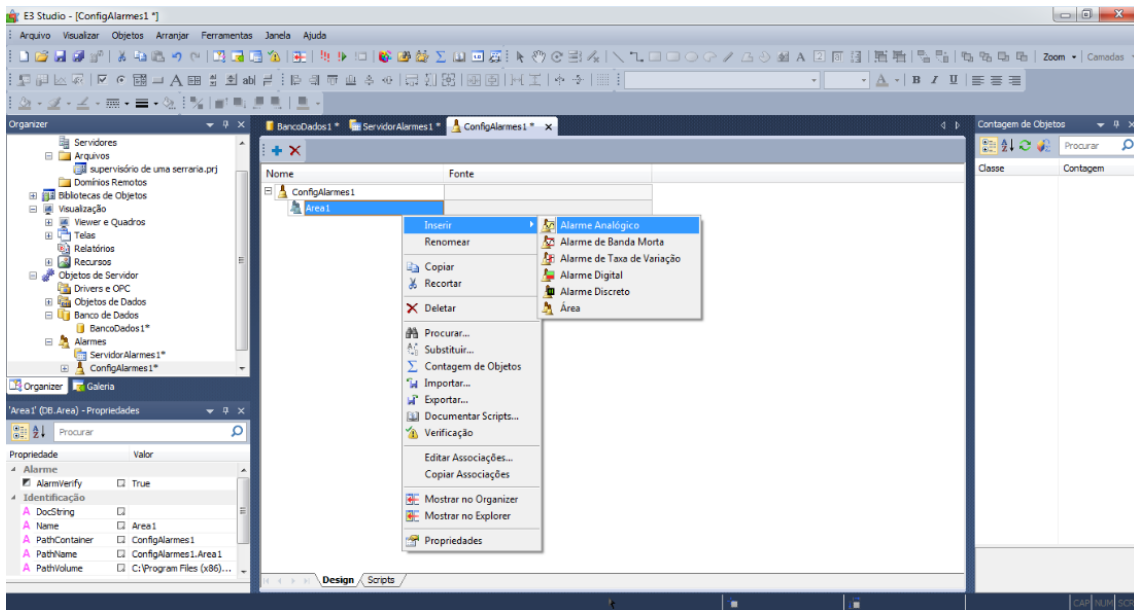 E3 Studio - [ConfigAlarmes1 *]
Arquivo Visualizar Objetos Arranjar Ferramentas Janela Ajuda
Zoom Camadas
A B I U
Organizer
BancoDados1 * ServidorAlarmes1 * ConfigAlarmes1 *
Contagem de Objetos
Servidores
Arquivos
supervisório de uma serraria.prj
Domínios Remotos
Bibliotecas de Objetos
Visualização
Viewer e Quadros
Telas
Relatórios
Recursos
Objetos de Servidor
Drivers e OPC
Objetos de Dados
Banco de Dados
BancoDados1*
Alarmes
ServidorAlarmes1*
ConfigAlarmes1*
Organizer Galeria
'Area1' (DB.Area) - Propriedades
Procurar
Propriedade Valor
Alarme
AlarmVerify True
Identificação
A DocString
A Name Area1
A PathContainer ConfigAlarmes1
A PathName ConfigAlarmes1.Area1
A PathVolume C:\Program Files (x86)...
Nome Fonte
ConfigAlarmes1
Area1
Inserir
Renomear
Copiar
Recortar
Deletar
Procurar...
Substituir...
Contagem de Objetos
Importar...
Exportar...
Documentar Scripts...
Verificação
Editar Associações...
Copiar Associações
Mostrar no Organizer
Mostrar no Explorer
Propriedades
Alarme Analógico
Alarme de Banda Morta
Alarme de Taxa de Variação
Alarme Digital
Alarme Discreto
Área
Design Scripts
Procurar
Classe Contagem
CAP NUM SCR